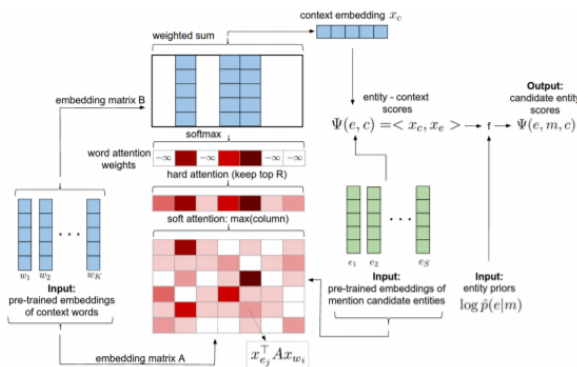 context embedding x_c
weighted sum
embedding matrix B
entity - context
scores
Output:
candidate entity
scores
Ψ(e, c) =< x_c, x_e >
f
Ψ(e, m, c)
softmax
word attention
weights
−∞ −∞ −∞ −∞
hard attention (keep top R)
soft attention: max(column)
w_1 w_2 ... w_K
Input:
pre-trained embeddings
of context words
e_1 e_2 ... e_S
Input:
pre-trained embeddings of
mention candidate entities
Input:
entity priors
log p̂(e|m)
embedding matrix A
x_{e_j}^⊤ A x_{w_i}